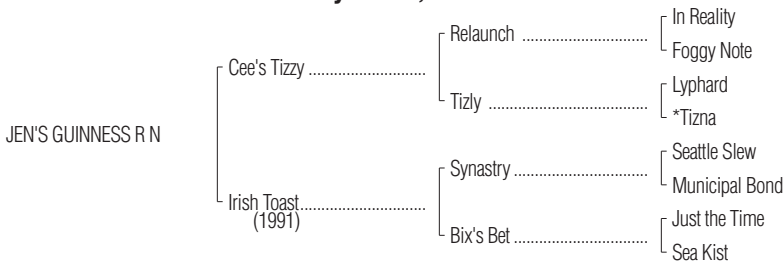 In Reality
Relaunch
Foggy Note
Cee's Tizzy
Lyphard
Tizly
*Tizna
JEN'S GUINNESS R N
Seattle Slew
Synastry
Municipal Bond
Irish Toast
(1991)
Just the Time
Bix's Bet
Sea Kist